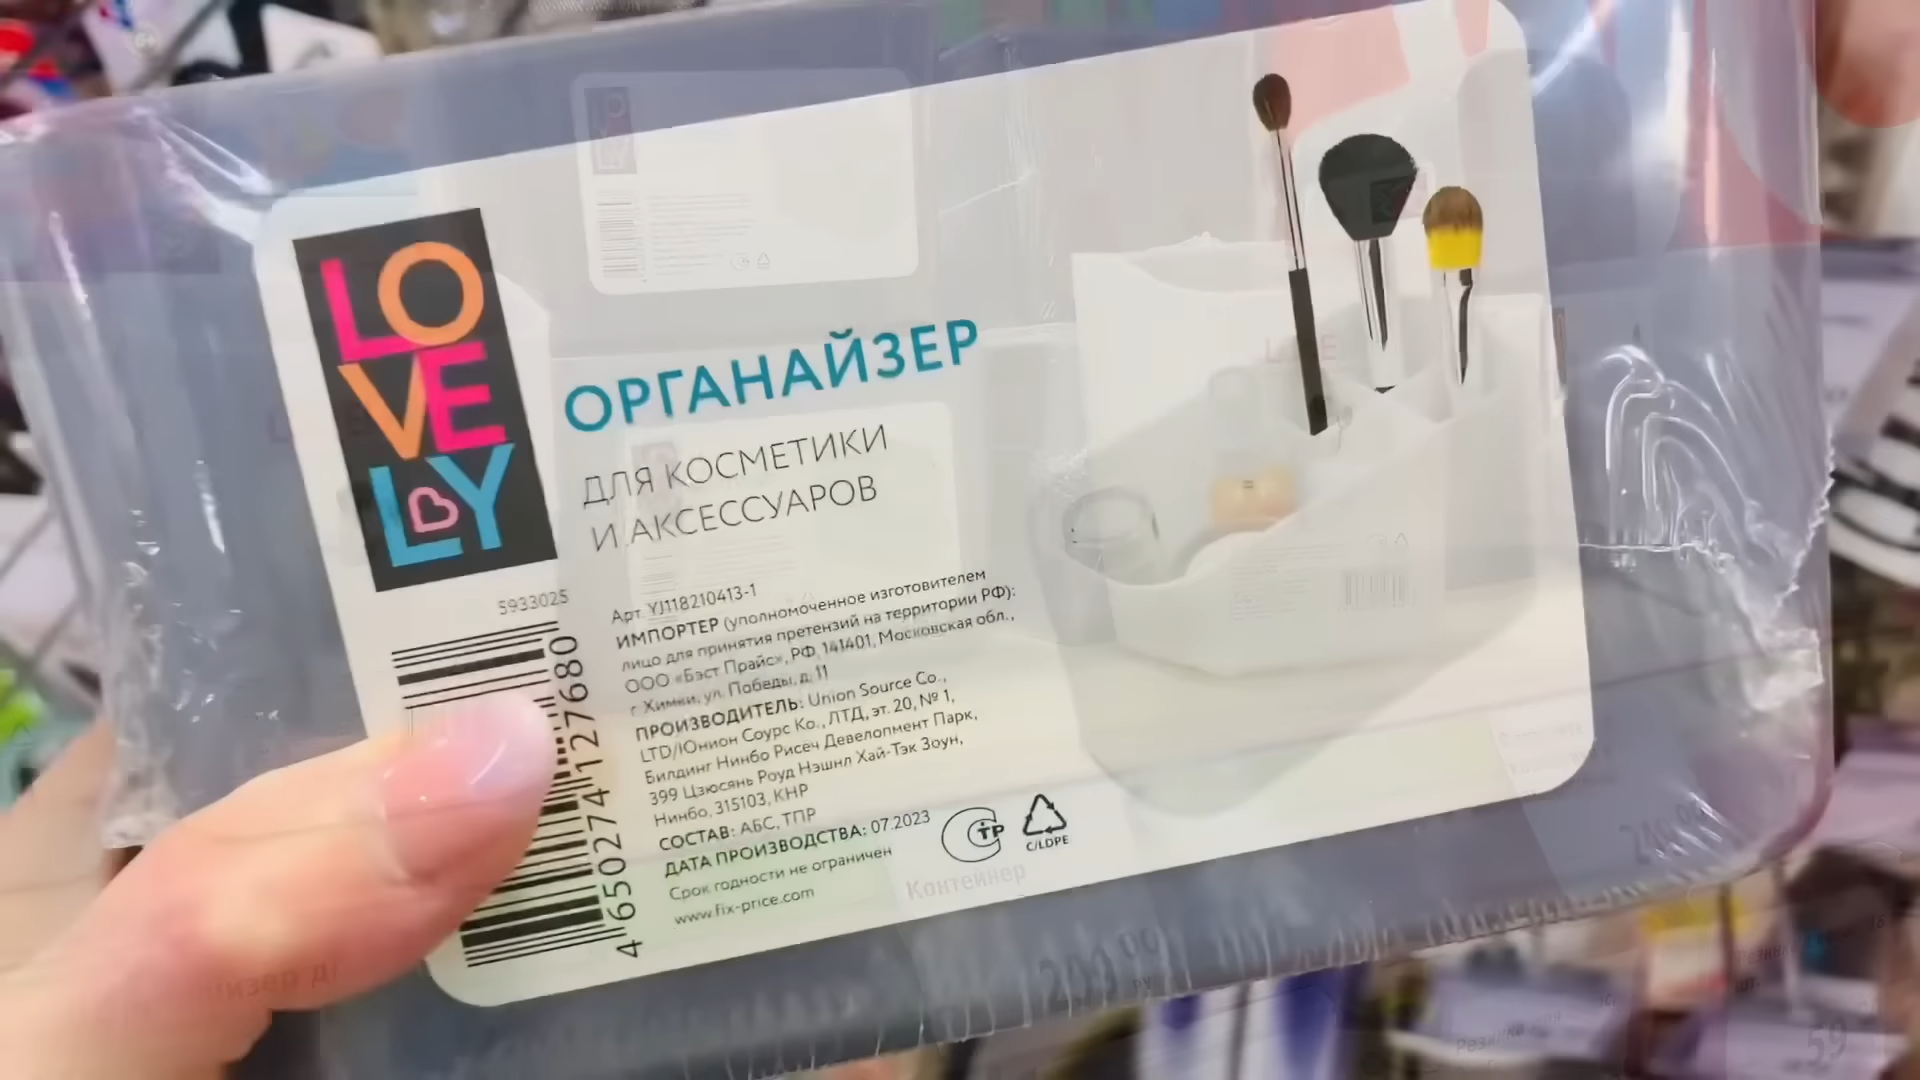 LO
VE
LY
ОРГАНАЙЗЕР
ДЛЯ КОСМЕТИКИ
И АКСЕССУАРОВ
5933025
4650274127680
Арт. YJ118210413-1
ИМПОРТЕР (уполномоченное изготовителем
лицо для принятия претензий на территории РФ):
ООО «Бэст Прайс», РФ, 141401, Московская обл.,
г. Химки, ул. Победы, д. 11
ПРОИЗВОДИТЕЛЬ: Union Source Co.,
LTD/Юнион Соурс Ко., ЛТД, эт. 20, № 1,
Билдинг Нинбо Рисеч Девелопмент Парк,
399 Цзюсянь Роуд Нэшнл Хай-Тэк Зоун,
Нинбо, 315103, КНР
СОСТАВ: АБС, ТПР
ДАТА ПРОИЗВОДСТВА: 07.2023
Срок годности не ограничен
www.fix-price.com
СТР
C/LDPE
Контейнер
59